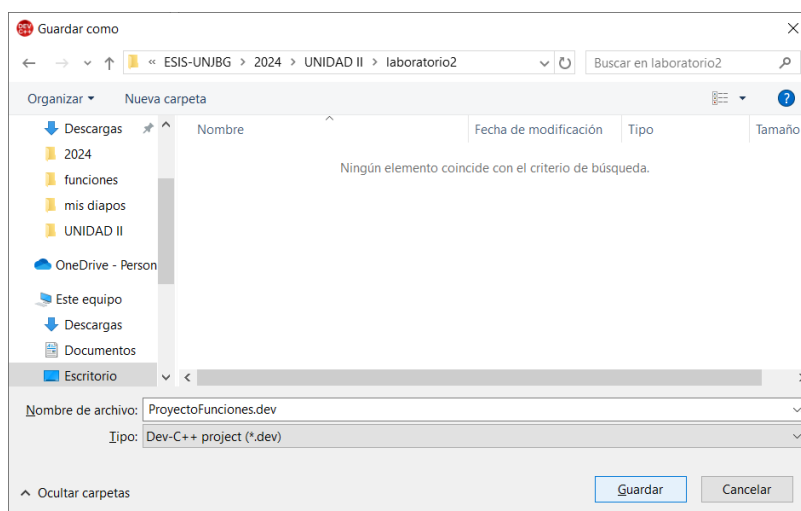 DEV C++ Guardar como
« ESIS-UNJBG > 2024 > UNIDAD II > laboratorio2
Buscar en laboratorio2
Organizar Nueva carpeta
Nombre Fecha de modificación Tipo Tamaño
Ningún elemento coincide con el criterio de búsqueda.
Descargas
2024
funciones
mis diapos
UNIDAD II
OneDrive - Person
Este equipo
Descargas
Documentos
Escritorio
Nombre de archivo: ProyectoFunciones.dev
Tipo: Dev-C++ project (*.dev)
Ocultar carpetas
Guardar Cancelar